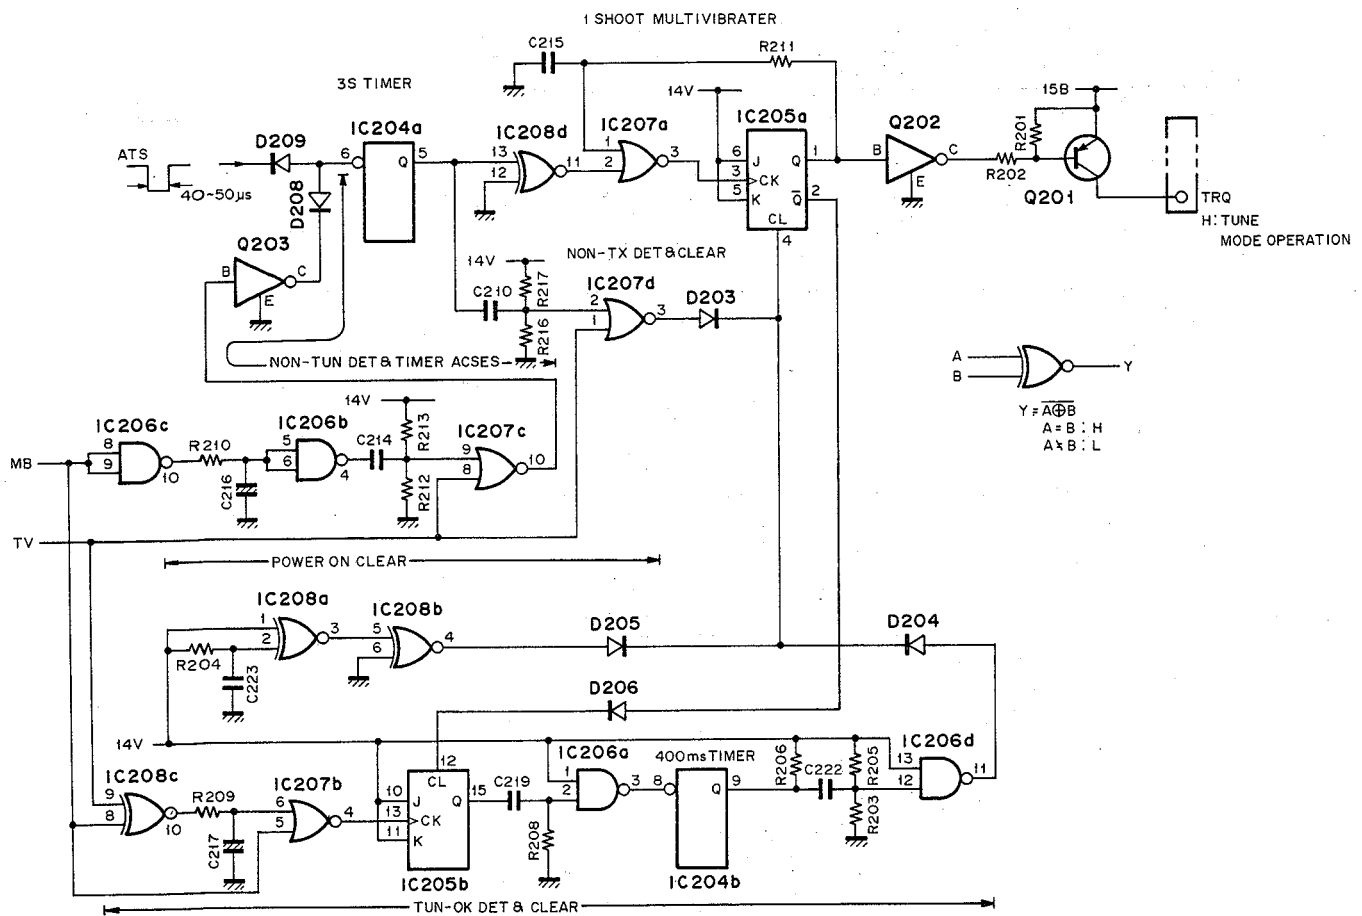 1 SHOOT MULTIVIBRATER
C215
R211
3S TIMER
14V
15B
D209
IC204a
IC208d
IC207a
IC205a
Q202
R201
ATS
6
Q
5
13
12
11
1
2
3
6
J
3
CK
5
K
Q
1
Q̅
2
CL
4
B
C
E
R202
Q201
TRQ
H: TUNE
MODE OPERATION
40~50μs
D208
Q203
B
C
E
NON-TX DET & CLEAR
14V
R217
C210
R216
IC207d
2
1
3
D203
NON-TUN DET & TIMER ACSES
A
B
Y
Y = A⊕B
A=B : H
A≠B : L
14V
IC206c
IC206b
R213
IC207c
MB
8
9
10
R210
C216
5
6
4
C214
R212
9
8
10
TV
POWER ON CLEAR
IC208a
IC208b
1
2
3
R204
C223
5
6
4
D205
D204
D206
14V
IC206a
400ms TIMER
IC206d
IC208c
IC207b
9
8
10
R209
C217
6
5
4
12
CL
10
J
13
CK
11
K
Q
15
IC205b
C219
R208
1
2
3
8
Q
9
IC204b
R206
C222
R205
R203
13
12
11
TUN-OK DET & CLEAR